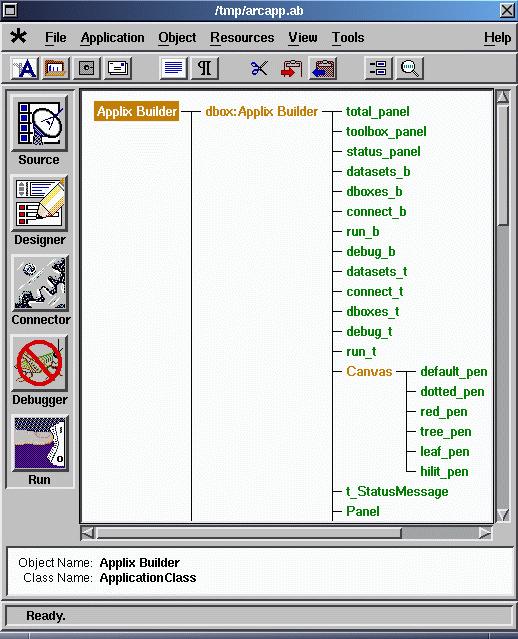 /tmp/arcapp.ab
File Application Object Resources View Tools Help
A ¶
Source
Designer
Connector
Debugger
Run
Applix Builder dbox:Applix Builder total_panel
toolbox_panel
status_panel
datasets_b
dboxes_b
connect_b
run_b
debug_b
datasets_t
connect_t
dboxes_t
debug_t
run_t
Canvas default_pen
dotted_pen
red_pen
tree_pen
leaf_pen
hilit_pen
t_StatusMessage
Panel
Object Name: Applix Builder
Class Name: ApplicationClass
Ready.